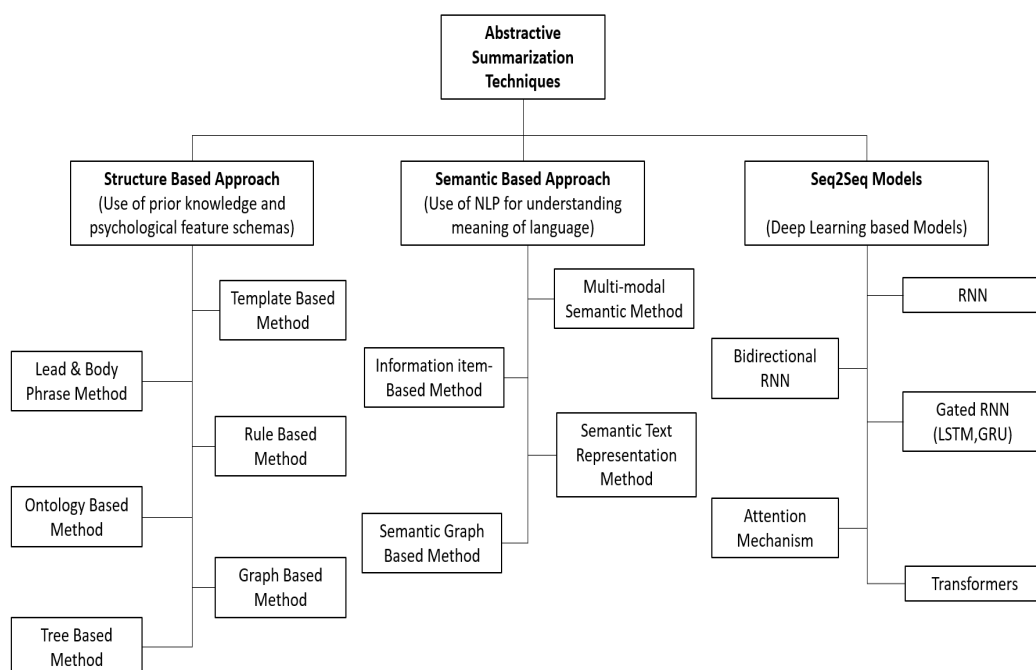 Abstractive
Summarization
Techniques
Structure Based Approach
(Use of prior knowledge and
psychological feature schemas)
Semantic Based Approach
(Use of NLP for understanding
meaning of language)
Seq2Seq Models
(Deep Learning based Models)
Template Based
Method
Lead & Body
Phrase Method
Rule Based
Method
Ontology Based
Method
Graph Based
Method
Tree Based
Method
Multi-modal
Semantic Method
Information item-
Based Method
Semantic Text
Representation
Method
Semantic Graph
Based Method
RNN
Bidirectional
RNN
Gated RNN
(LSTM,GRU)
Attention
Mechanism
Transformers